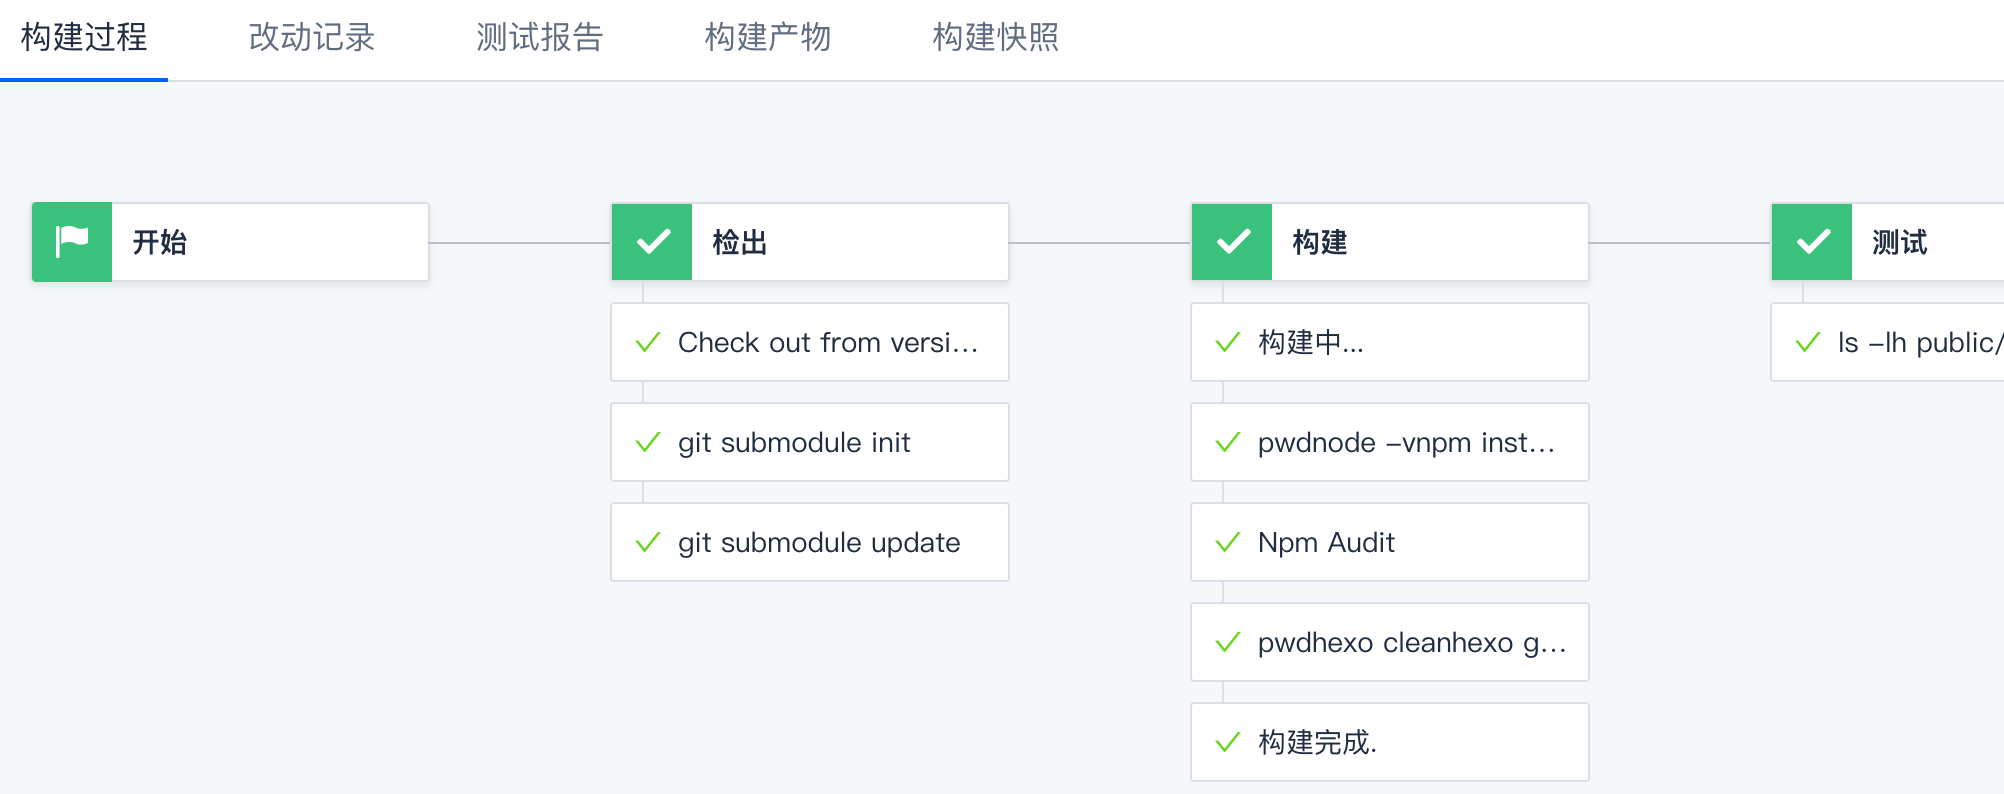 构建过程
改动记录
测试报告
构建产物
构建快照
开始
检出
Check out from versi...
git submodule init
git submodule update
构建
构建中...
pwdnode -vnpm inst...
Npm Audit
pwdhexo cleanhexo g...
构建完成.
测试
ls -lh public/